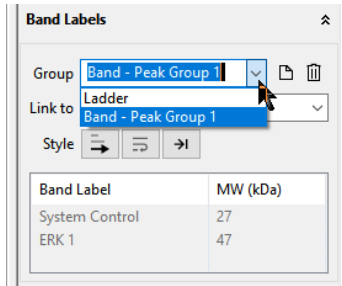 Band Labels
Group Band - Peak Group 1
Ladder
Link to Band - Peak Group 1
Style
Band Label MW (kDa)
System Control 27
ERK 1 47